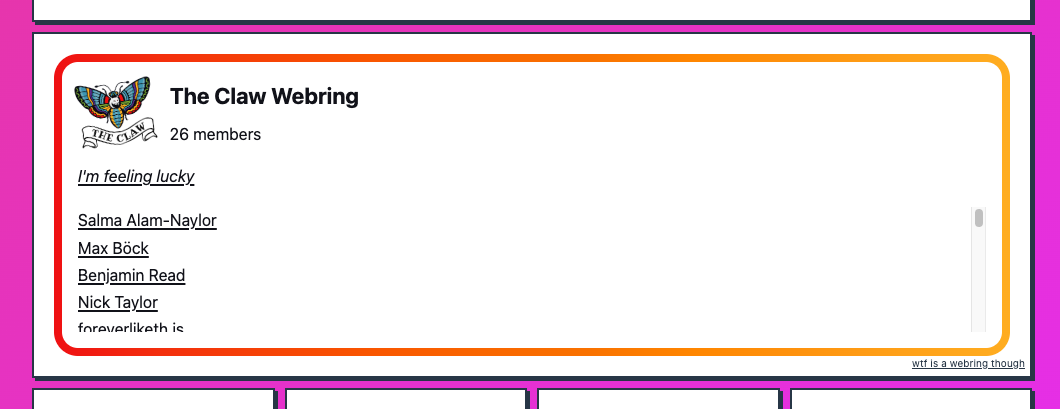 The Claw Webring
THE CLAW
26 members
I'm feeling lucky
Salma Alam-Naylor
Max Böck
Benjamin Read
Nick Taylor
foreverliketh.is
wtf is a webring though